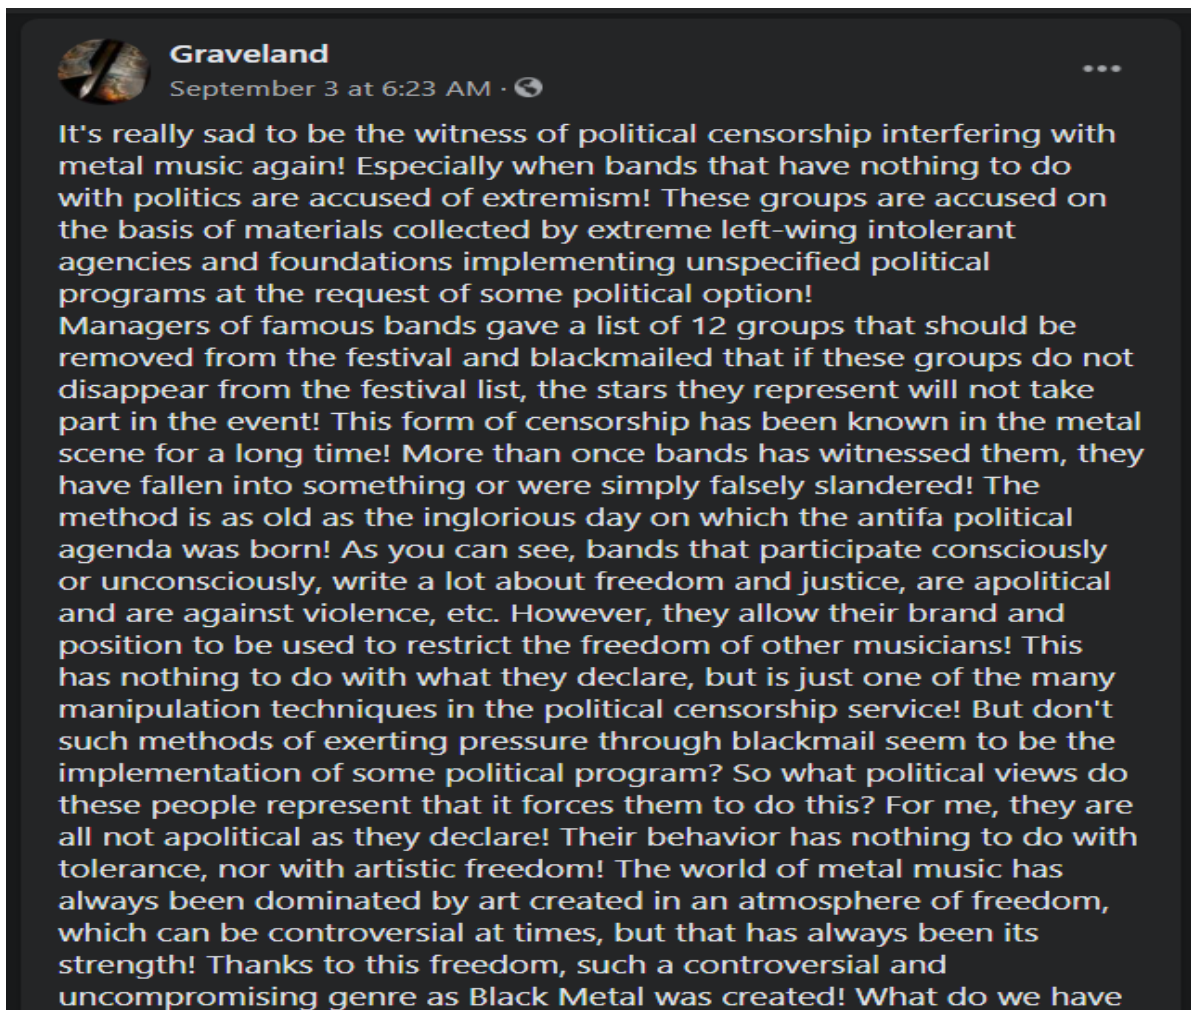 Graveland
September 3 at 6:23 AM ·
It's really sad to be the witness of political censorship interfering with
metal music again! Especially when bands that have nothing to do
with politics are accused of extremism! These groups are accused on
the basis of materials collected by extreme left-wing intolerant
agencies and foundations implementing unspecified political
programs at the request of some political option!
Managers of famous bands gave a list of 12 groups that should be
removed from the festival and blackmailed that if these groups do not
disappear from the festival list, the stars they represent will not take
part in the event! This form of censorship has been known in the metal
scene for a long time! More than once bands has witnessed them, they
have fallen into something or were simply falsely slandered! The
method is as old as the inglorious day on which the antifa political
agenda was born! As you can see, bands that participate consciously
or unconsciously, write a lot about freedom and justice, are apolitical
and are against violence, etc. However, they allow their brand and
position to be used to restrict the freedom of other musicians! This
has nothing to do with what they declare, but is just one of the many
manipulation techniques in the political censorship service! But don't
such methods of exerting pressure through blackmail seem to be the
implementation of some political program? So what political views do
these people represent that it forces them to do this? For me, they are
all not apolitical as they declare! Their behavior has nothing to do with
tolerance, nor with artistic freedom! The world of metal music has
always been dominated by art created in an atmosphere of freedom,
which can be controversial at times, but that has always been its
strength! Thanks to this freedom, such a controversial and
uncompromising genre as Black Metal was created! What do we have